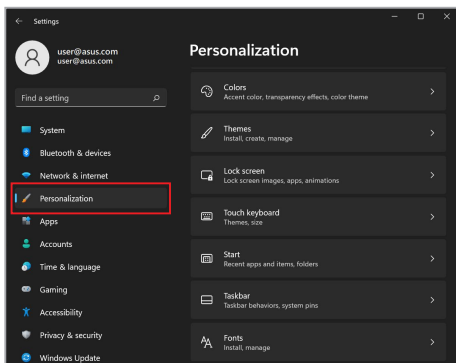 Settings
user@asus.com
user@asus.com
Find a setting
System
Bluetooth & devices
Network & internet
Personalization
Apps
Accounts
Time & language
Gaming
Accessibility
Privacy & security
Windows Update
Personalization
Colors
Accent color, transparency effects, color theme
Themes
Install, create, manage
Lock screen
Lock screen images, apps, animations
Touch keyboard
Themes, size
Start
Recent apps and items, folders
Taskbar
Taskbar behaviors, system pins
Fonts
Install, manage